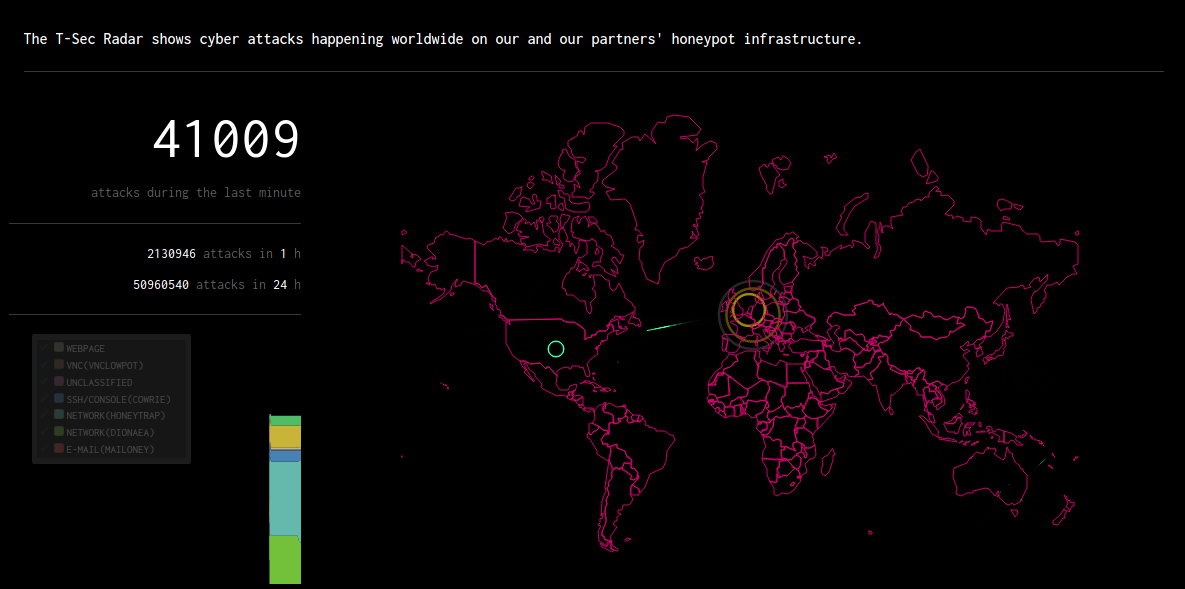 The T-Sec Radar shows cyber attacks happening worldwide on our and our partners' honeypot infrastructure.
41009
attacks during the last minute
2130946 attacks in 1 h
50960540 attacks in 24 h
WEBPAGE
VNC(VNCLOWPOT)
UNCLASSIFIED
SSH/CONSOLE(COWRIE)
NETWORK(HONEYTRAP)
NETWORK(DIONAEA)
E-MAIL(MAILONEY)